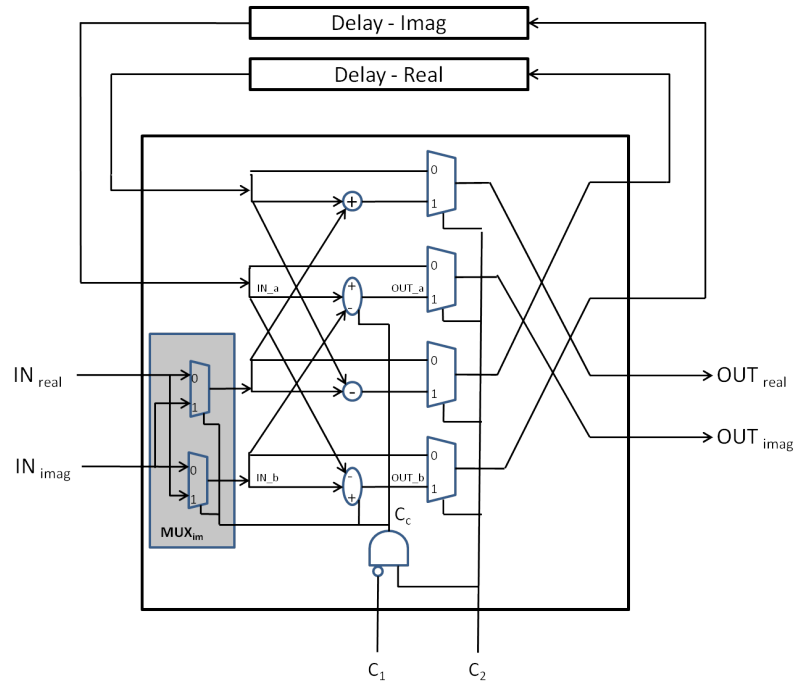 Delay - Imag
Delay - Real
0
1
+
0
IN_a
+
-
OUT_a
1
0
IN real
0
1
-
1
OUT real
OUT imag
IN imag
0
1
IN_b
-
+
OUT_b
0
1
MUXim
Cc
C1
C2